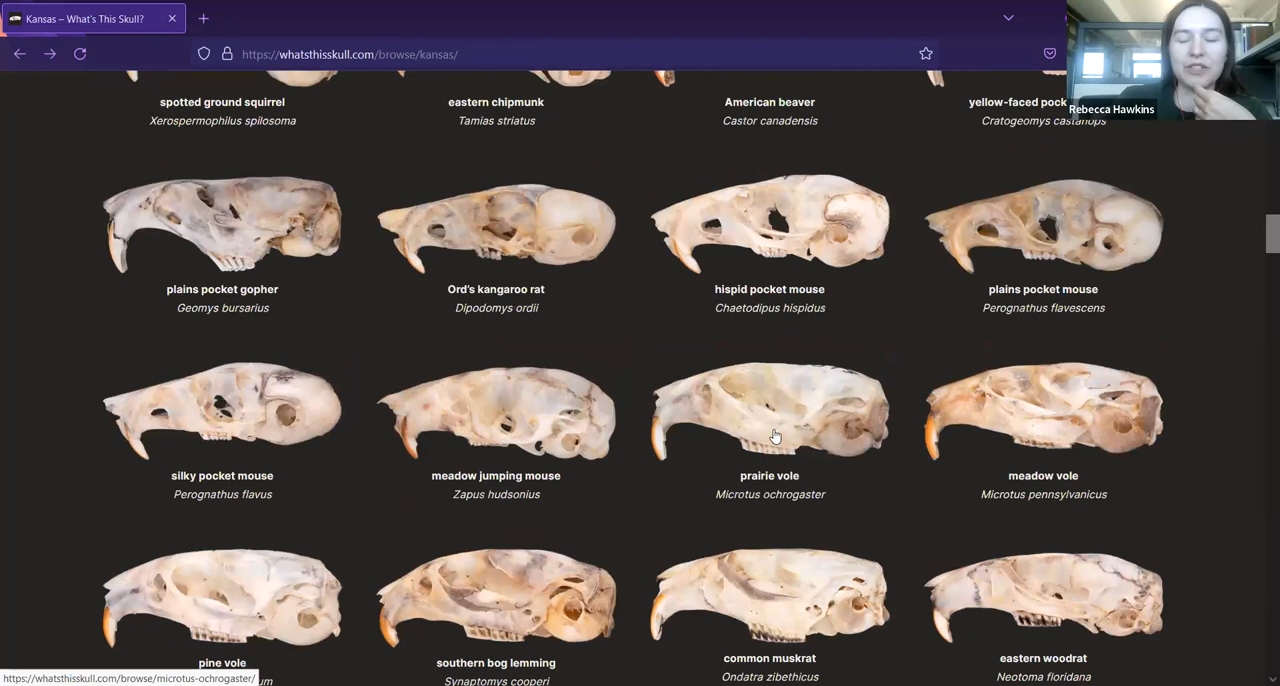 Kansas – What's This Skull?
https://whatsthisskull.com/browse/kansas/
Rebecca Hawkins
spotted ground squirrel
Xerospermophilus spilosoma
eastern chipmunk
Tamias striatus
American beaver
Castor canadensis
yellow-faced pock
Cratogeomys castanops
plains pocket gopher
Geomys bursarius
Ord's kangaroo rat
Dipodomys ordii
hispid pocket mouse
Chaetodipus hispidus
plains pocket mouse
Perognathus flavescens
silky pocket mouse
Perognathus flavus
meadow jumping mouse
Zapus hudsonius
prairie vole
Microtus ochrogaster
meadow vole
Microtus pennsylvanicus
pine vole
um
southern bog lemming
Synaptomys cooperi
common muskrat
Ondatra zibethicus
eastern woodrat
Neotoma floridana
https://whatsthisskull.com/browse/microtus-ochrogaster/